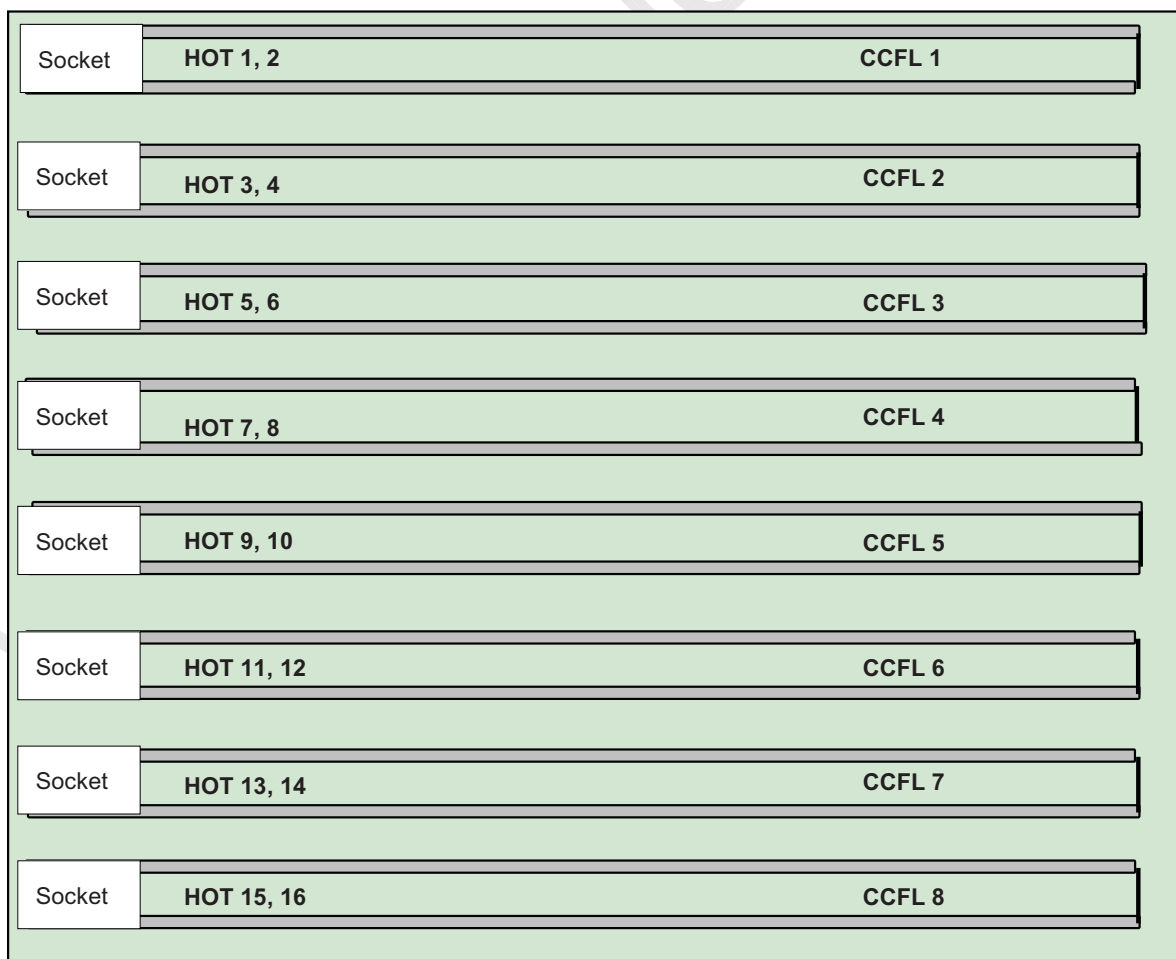 Socket HOT 1, 2 CCFL 1
Socket HOT 3, 4 CCFL 2
Socket HOT 5, 6 CCFL 3
Socket HOT 7, 8 CCFL 4
Socket HOT 9, 10 CCFL 5
Socket HOT 11, 12 CCFL 6
Socket HOT 13, 14 CCFL 7
Socket HOT 15, 16 CCFL 8